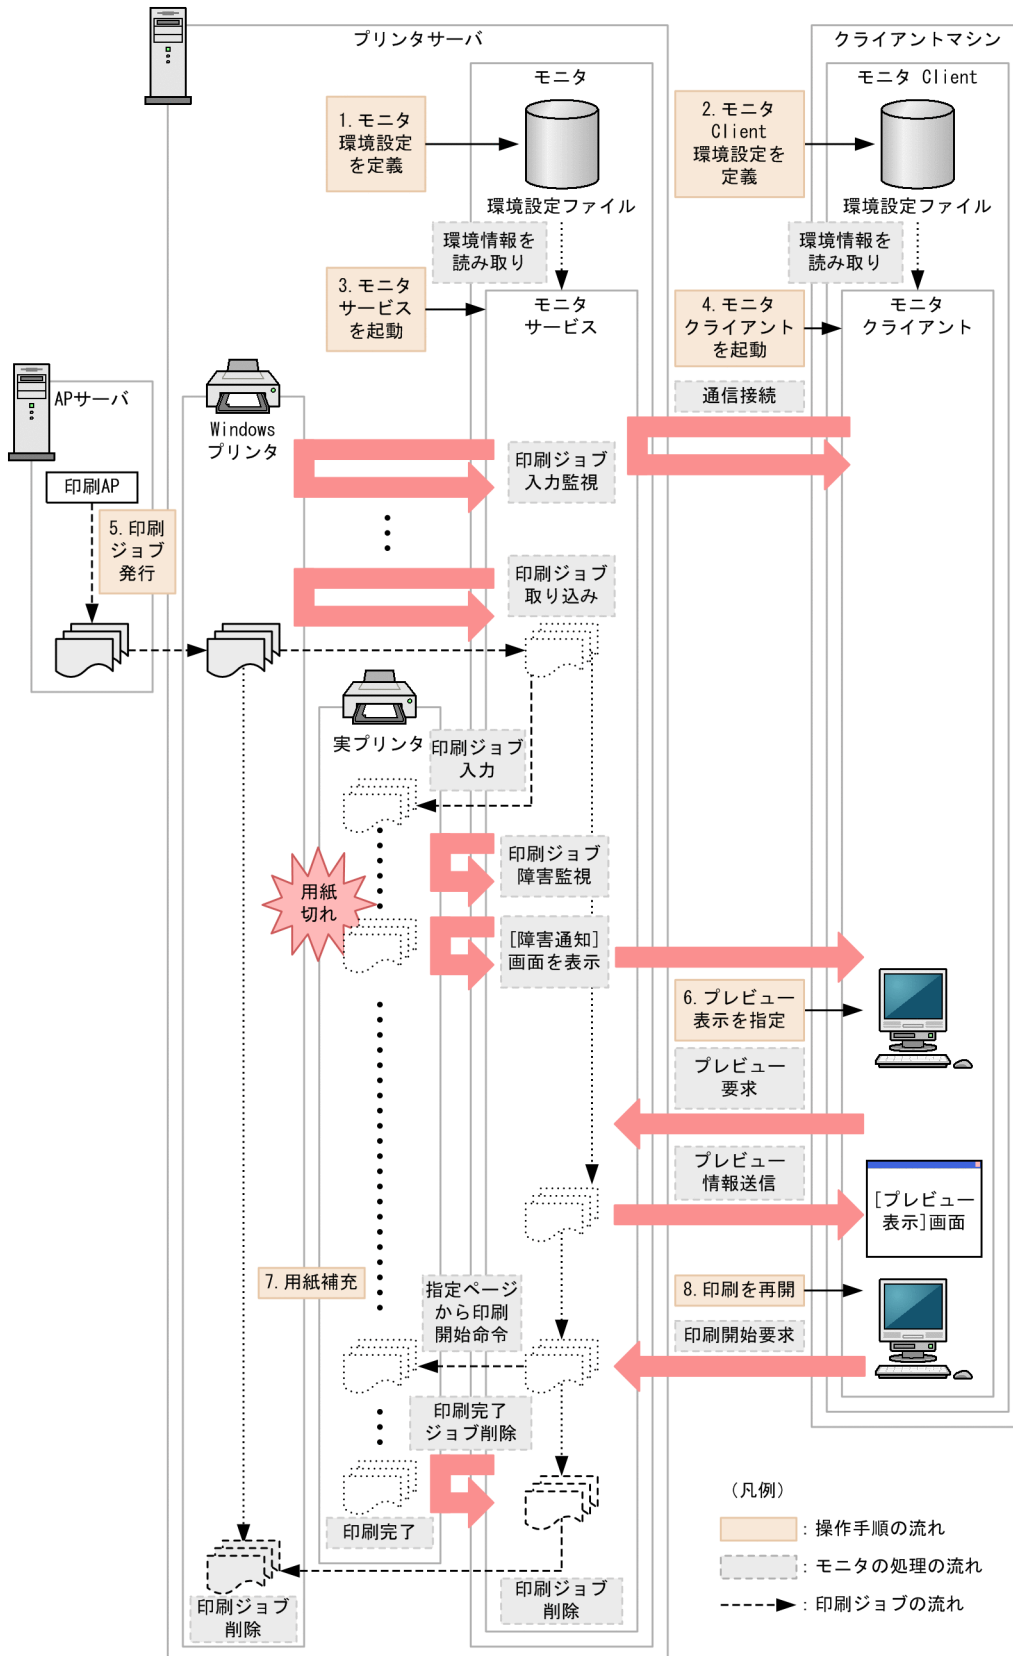 プリンタサーバ
クライアントマシン
モニタ
モニタ Client
1. モニタ
環境設定
を定義
2. モニタ
Client
環境設定を
定義
環境設定ファイル
環境設定ファイル
環境情報を
読み取り
環境情報を
読み取り
3. モニタ
サービス
を起動
モニタ
サービス
4. モニタ
クライアント
を起動
モニタ
クライアント
APサーバ
Windows
プリンタ
通信接続
印刷ジョブ
入力監視
印刷AP
5. 印刷
ジョブ
発行
印刷ジョブ
取り込み
実プリンタ
印刷ジョブ
入力
印刷ジョブ
障害監視
用紙
切れ
[障害通知]
画面を表示
6. プレビュー
表示を指定
プレビュー
要求
プレビュー
情報送信
[プレビュー
表示]画面
7. 用紙補充
指定ページ
から印刷
開始命令
8. 印刷を再開
印刷開始要求
印刷完了
ジョブ削除
印刷完了
印刷ジョブ
削除
印刷ジョブ
削除
（凡例）
: 操作手順の流れ
: モニタの処理の流れ
: 印刷ジョブの流れ